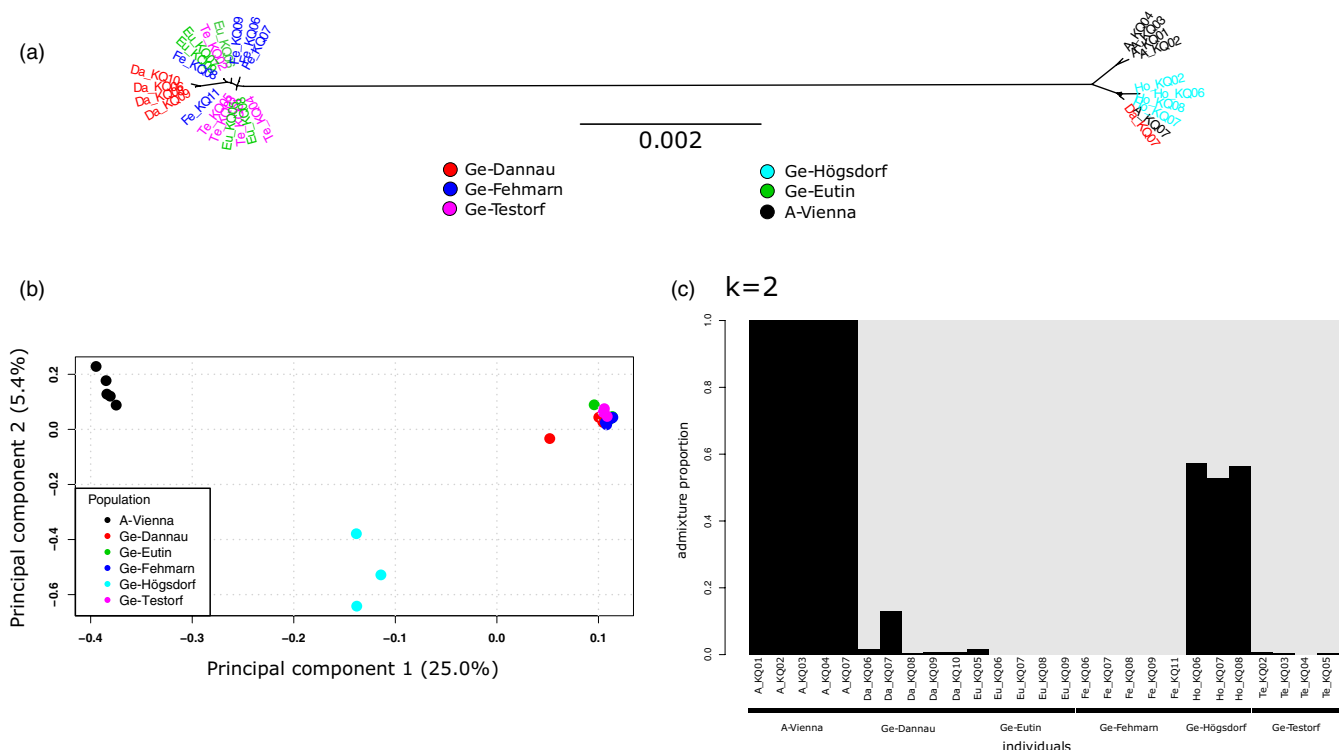 (a)
Da_KQ10
Da_KQ09
Fe_KQ08
Fe_KQ09
Fe_KQ06
Fe_KQ07
Fe_KQ11
A_KQ04
A_KQ03
A_KQ01
A_KQ02
Ho_KQ02
Ho_KQ06
Ho_KQ08
Ho_KQ07
A_KQ07
Da_KQ07
0.002
Ge-Dannau
Ge-Fehmarn
Ge-Testorf
Ge-Högsdorf
Ge-Eutin
A-Vienna
(b)
Principal component 2 (5.4%)
0.2
0.0
−0.2
−0.4
−0.6
Population
A-Vienna
Ge-Dannau
Ge-Eutin
Ge-Fehmarn
Ge-Högsdorf
Ge-Testorf
−0.4 −0.3 −0.2 −0.1 0.0 0.1
Principal component 1 (25.0%)
(c) k=2
admixture proportion
1.0
0.8
0.6
0.4
0.2
0.0
A_KQ01
A_KQ02
A_KQ03
A_KQ04
A_KQ07
Da_KQ06
Da_KQ07
Da_KQ08
Da_KQ09
Da_KQ10
Eu_KQ05
Eu_KQ06
Eu_KQ07
Eu_KQ08
Eu_KQ09
Fe_KQ06
Fe_KQ07
Fe_KQ08
Fe_KQ09
Fe_KQ11
Ho_KQ06
Ho_KQ07
Ho_KQ08
Te_KQ02
Te_KQ03
Te_KQ04
Te_KQ05
A-Vienna Ge-Dannau Ge-Eutin Ge-Fehmarn Ge-Högsdorf Ge-Testorf
individuals